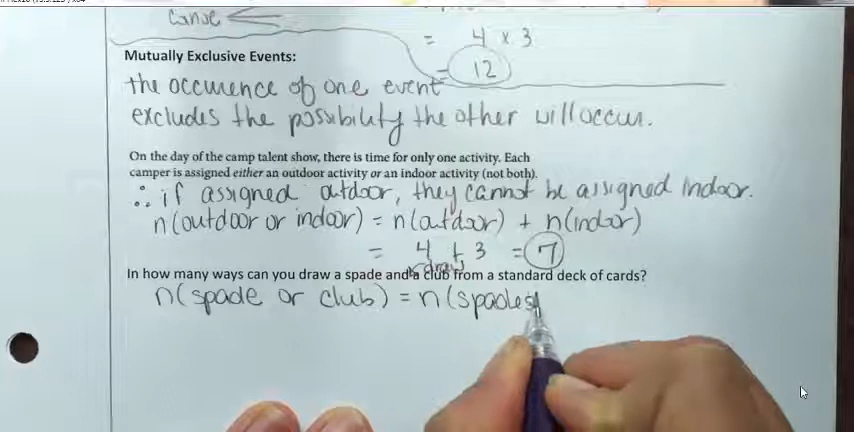 canoe
= 4 x 3
= 12
Mutually Exclusive Events:
the occurence of one event
excludes the possibility the other will occur.
On the day of the camp talent show, there is time for only one activity. Each
camper is assigned either an outdoor activity or an indoor activity (not both).
∴ if assigned outdoor, they cannot be assigned indoor.
n(outdoor or indoor) = n(outdoor) + n(indoor)
= 4 + 3 = 7
draw
In how many ways can you draw a spade and a club from a standard deck of cards?
n(spade or club) = n(spades)